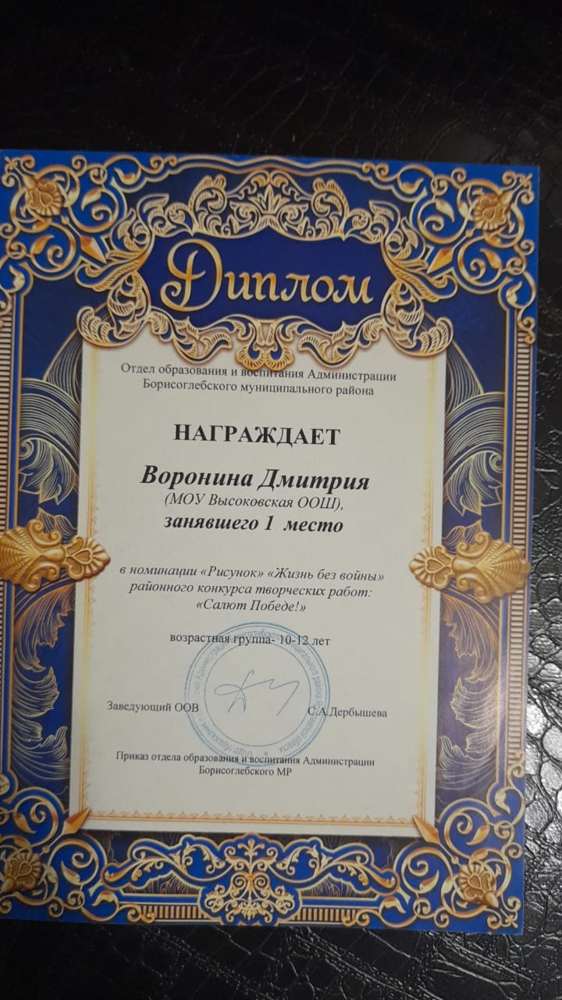 Диплом
Отдел образования и воспитания Администрации
Борисоглебского муниципального района
НАГРАЖДАЕТ
Воронина Дмитрия
(МОУ Высоковская ООШ),
занявшего 1 место
в номинации «Рисунок» «Жизнь без войны»
районного конкурса творческих работ:
«Салют Победе!»
возрастная группа- 10-12 лет
Заведующий ООВ
С.А.Дербышева
Приказ отдела образования и воспитания Администрации
Борисоглебского МР